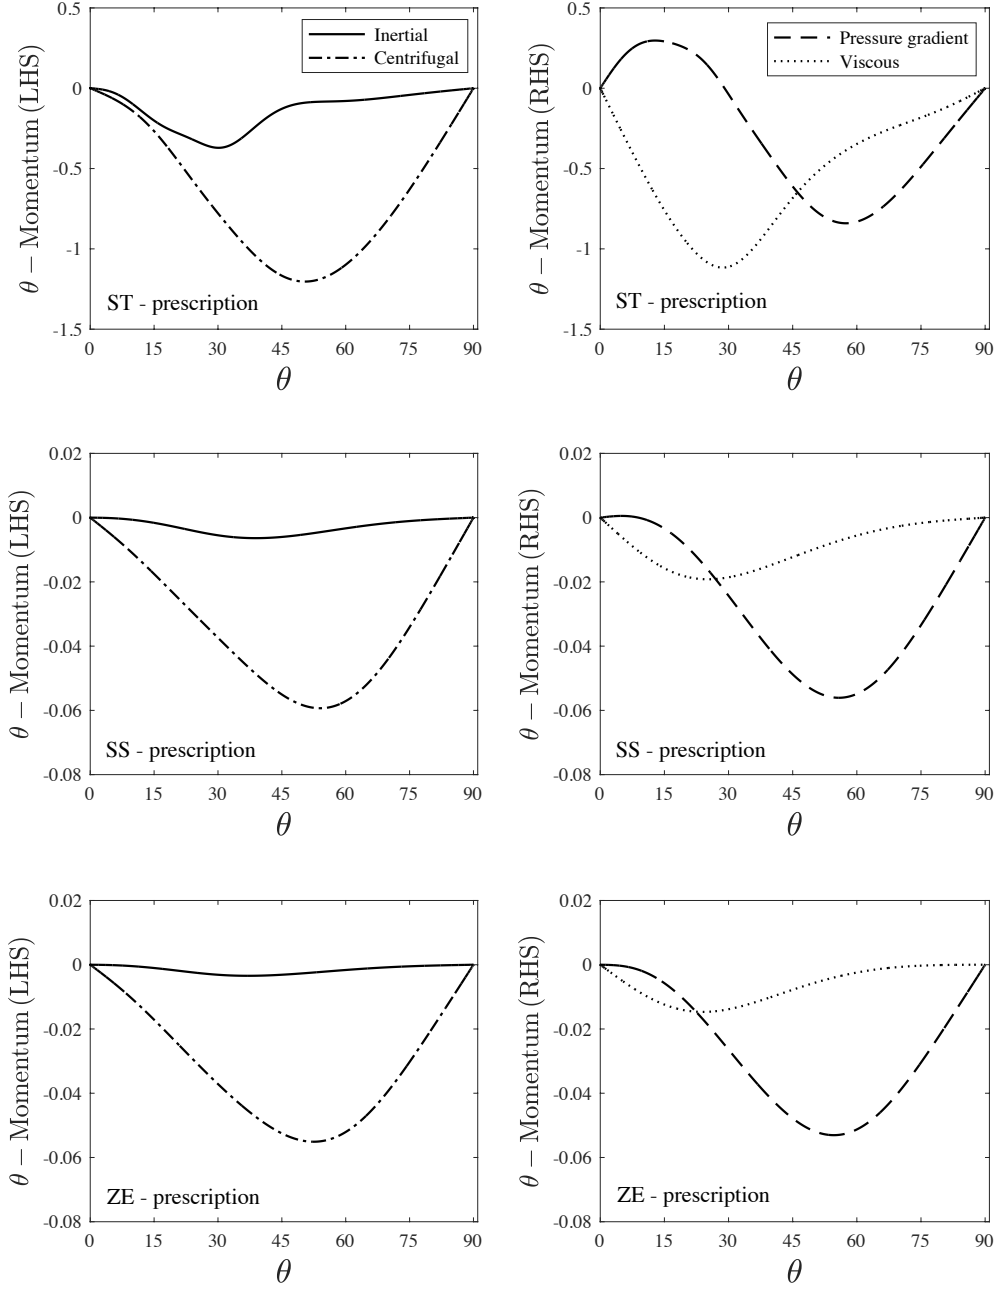 θ − Momentum (LHS)
0.5
0
-0.5
-1
-1.5
Inertial
Centrifugal
ST - prescription
0 15 30 45 60 75 90
θ
θ − Momentum (RHS)
0.5
0
-0.5
-1
-1.5
Pressure gradient
Viscous
ST - prescription
0 15 30 45 60 75 90
θ
θ − Momentum (LHS)
0.02
0
-0.02
-0.04
-0.06
-0.08
SS - prescription
0 15 30 45 60 75 90
θ
θ − Momentum (RHS)
0.02
0
-0.02
-0.04
-0.06
-0.08
SS - prescription
0 15 30 45 60 75 90
θ
θ − Momentum (LHS)
0.02
0
-0.02
-0.04
-0.06
-0.08
ZE - prescription
0 15 30 45 60 75 90
θ
θ − Momentum (RHS)
0.02
0
-0.02
-0.04
-0.06
-0.08
ZE - prescription
0 15 30 45 60 75 90
θ